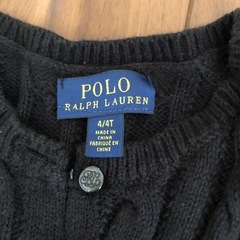 POLO
RALPH LAUREN
4/4T
MADE IN
CHINA
FABRIQUÉ EN
CHINE